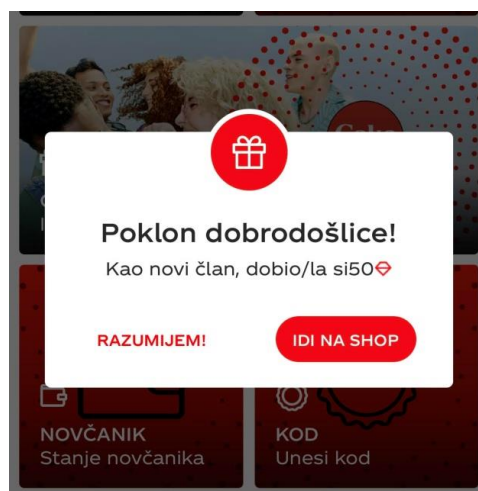 Poklon dobrodošlice!
Kao novi član, dobio/la si50
RAZUMIJEM!
IDI NA SHOP
NOVČANIK
Stanje novčanika
KOD
Unesi kod